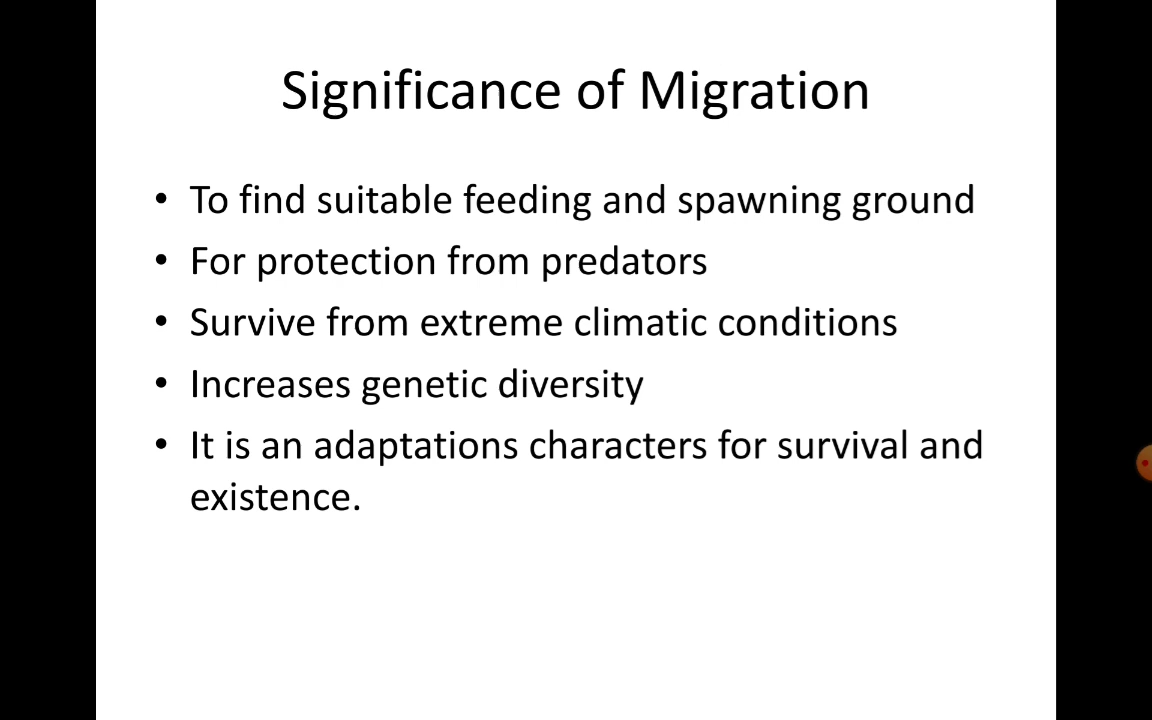 Significance of Migration
• To find suitable feeding and spawning ground
• For protection from predators
• Survive from extreme climatic conditions
• Increases genetic diversity
• It is an adaptations characters for survival and
existence.